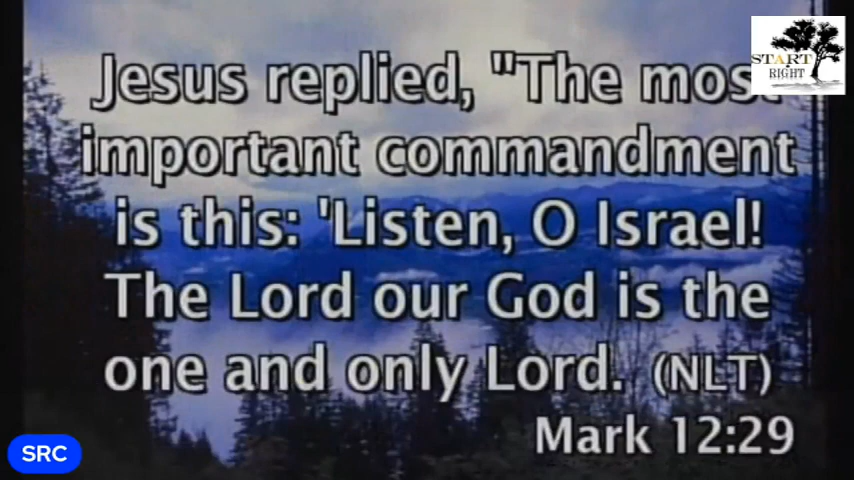 Jesus replied, "The most
important commandment
is this: 'Listen, O Israel!
The Lord our God is the
one and only Lord. (NLT)
Mark 12:29
START
RIGHT
SRC